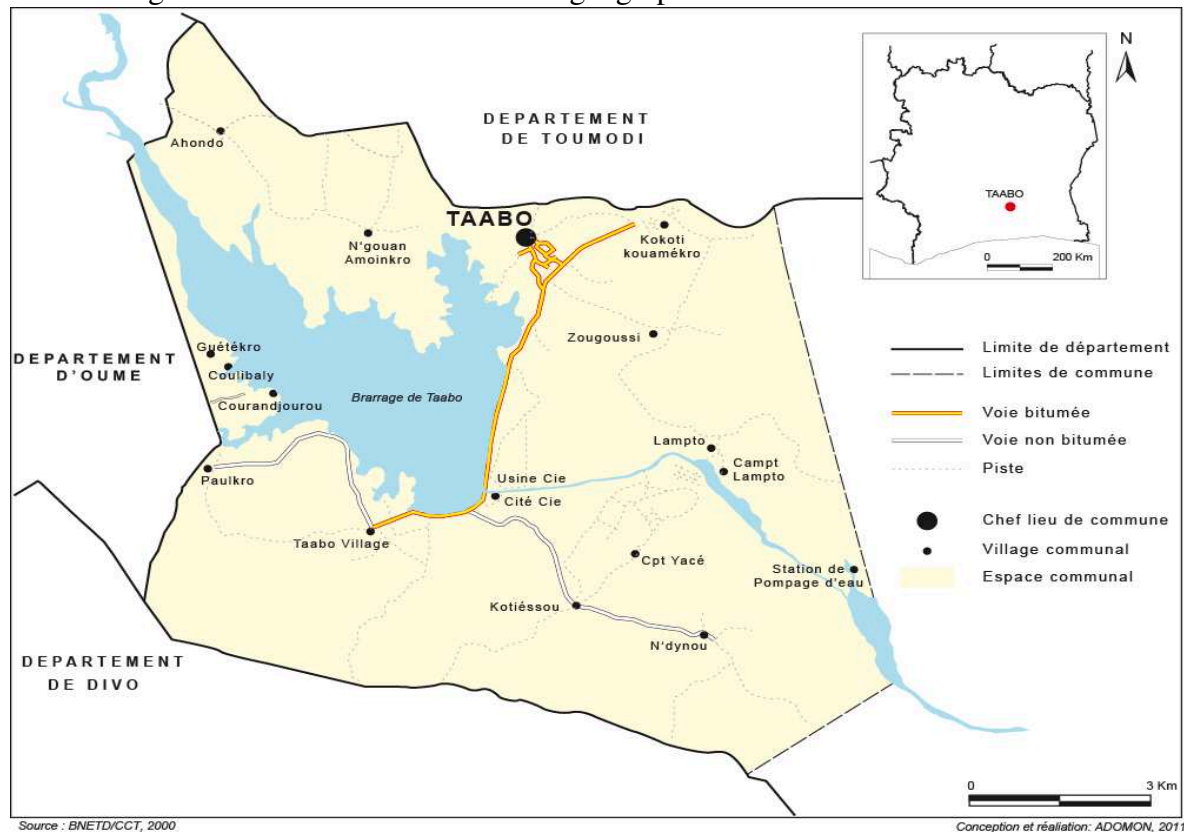 DEPARTEMENT
DE TOUMODI
N
TAABO
0 200 Km
Ahondo
TAABO
N'gouan
Amoinkro
Kokoti
kouamékro
Zougoussi
DEPARTEMENT
D'OUME
Guétékro
Coulibaly
Courandjourou
Brarrage de Taabo
Limite de département
Limites de commune
Voie bitumée
Voie non bitumée
Piste
Chef lieu de commune
Village communal
Espace communal
Paulkro
Lampto
Campt
Lampto
Usine Cie
Cité Cie
Taabo Village
Cpt Yacé
Station de
Pompage d'eau
Kotiéssou
N'dynou
DEPARTEMENT
DE DIVO
0 3 Km
Source : BNETD/CCT, 2000
Conception et réaliation: ADOMON, 2011